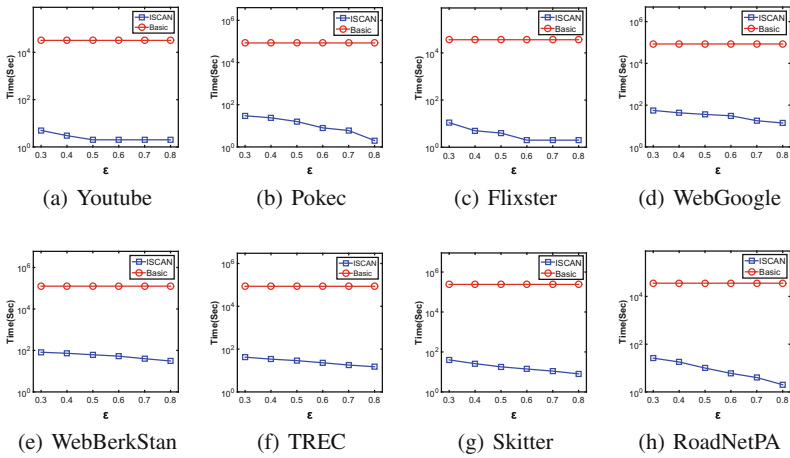 ISCAN
Basic
Time(Sec)
10^4
10^2
10^0
0.3 0.4 0.5 0.6 0.7 0.8
ε
(a) Youtube
ISCAN
Basic
Time(Sec)
10^6
10^4
10^2
10^0
0.3 0.4 0.5 0.6 0.7 0.8
ε
(b) Pokec
ISCAN
Basic
Time(Sec)
10^4
10^2
10^0
0.3 0.4 0.5 0.6 0.7 0.8
ε
(c) Flixster
ISCAN
Basic
Time(Sec)
10^6
10^4
10^2
10^0
0.3 0.4 0.5 0.6 0.7 0.8
ε
(d) WebGoogle
ISCAN
Basic
Time(Sec)
10^6
10^4
10^2
10^0
0.3 0.4 0.5 0.6 0.7 0.8
ε
(e) WebBerkStan
ISCAN
Basic
Time(Sec)
10^6
10^4
10^2
10^0
0.3 0.4 0.5 0.6 0.7 0.8
ε
(f) TREC
ISCAN
Basic
Time(Sec)
10^6
10^4
10^2
10^0
0.3 0.4 0.5 0.6 0.7 0.8
ε
(g) Skitter
ISCAN
Basic
Time(Sec)
10^4
10^2
10^0
0.3 0.4 0.5 0.6 0.7 0.8
ε
(h) RoadNetPA